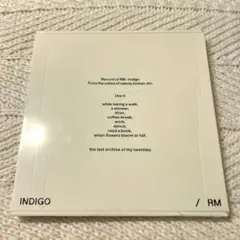 Record of RM: Indigo
From the colors of nature, human, etc.
Use it
while taking a walk,
a shower,
drive,
coffee break,
work,
dance,
read a book,
when flowers bloom or fall.
the last archive of my twenties
INDIGO / RM